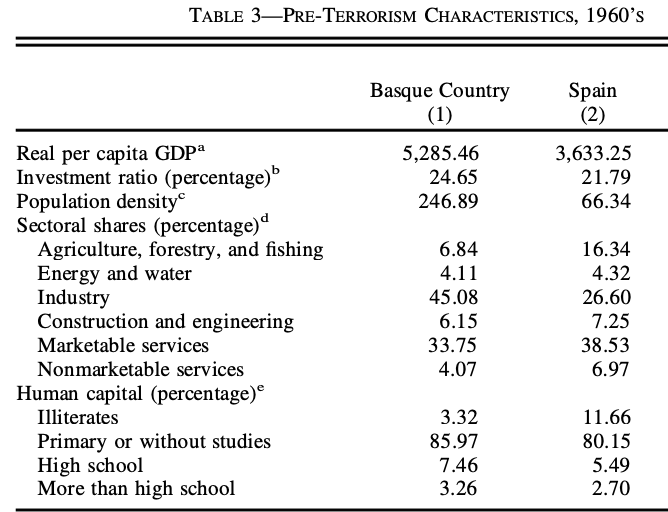 TABLE 3—PRE-TERRORISM CHARACTERISTICS, 1960'S
Basque Country Spain
(1) (2)
Real per capita GDPᵃ 5,285.46 3,633.25
Investment ratio (percentage)ᵇ 24.65 21.79
Population densityᶜ 246.89 66.34
Sectoral shares (percentage)ᵈ
Agriculture, forestry, and fishing 6.84 16.34
Energy and water 4.11 4.32
Industry 45.08 26.60
Construction and engineering 6.15 7.25
Marketable services 33.75 38.53
Nonmarketable services 4.07 6.97
Human capital (percentage)ᵉ
Illiterates 3.32 11.66
Primary or without studies 85.97 80.15
High school 7.46 5.49
More than high school 3.26 2.70